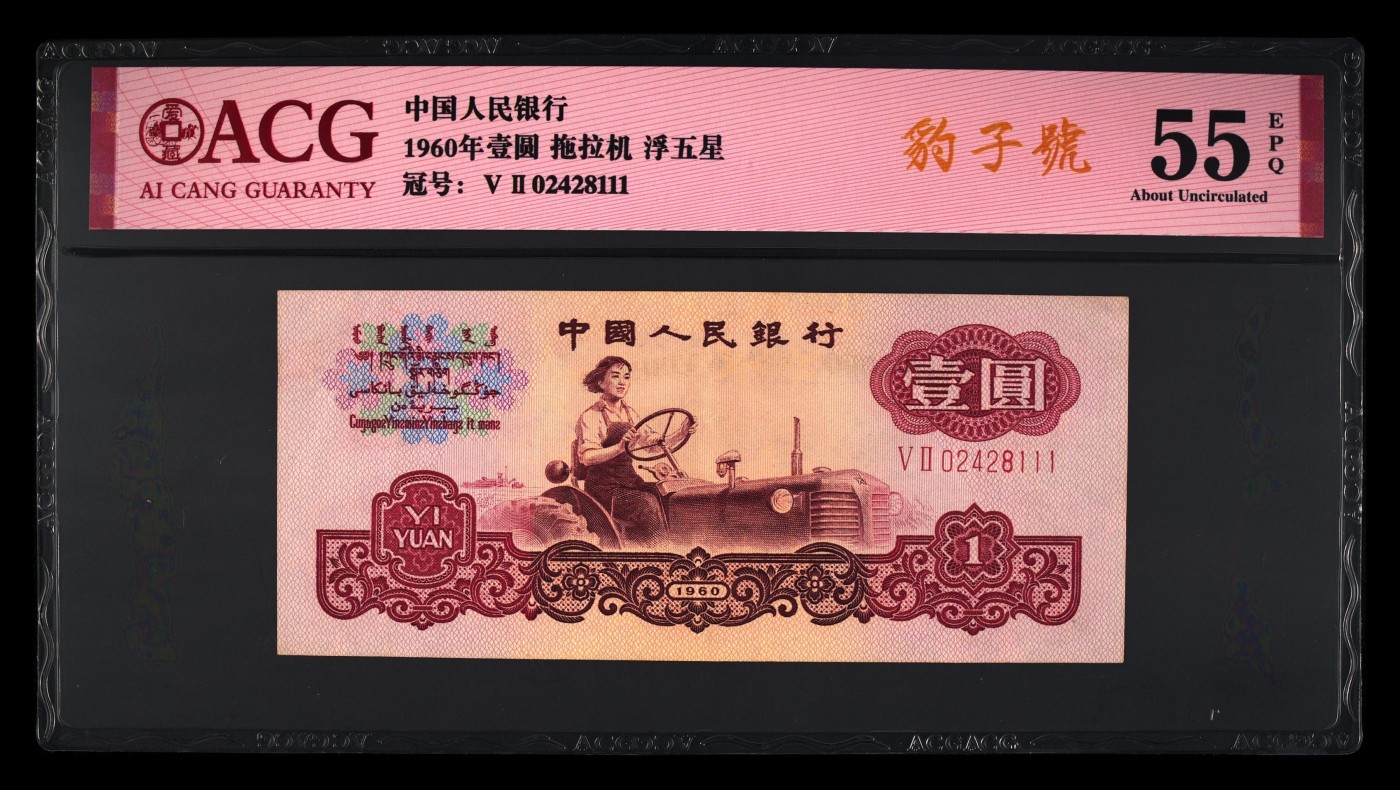 ACG
AI CANG GUARANTY
中国人民银行
1960年壹圆 拖拉机 浮五星
冠号：V II 02428111
豹子號
55
EPQ
About Uncirculated
中國人民銀行
壹圓
V II 02428111
YI
YUAN
1960
1